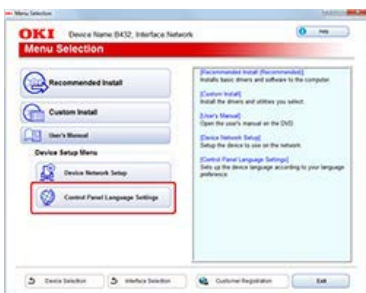 Menu Selection
OKI Device Name:B432, Interface:Network
Menu Selection
Recommended Install
Custom Install
User's Manual
Device Setup Menu
Device Network Setup
Control Panel Language Settings
[Recommended Install (Recommended)]
Installs basic drivers and software to the computer.
[Custom Install]
Install the drivers and utilities you select.
[User's Manual]
Open the user's manual on the DVD.
[Device Network Setup]
Setup the device to use on the network.
[Control Panel Language Settings]
Sets up the device language according to your language
preference.
Device Selection
Interface Selection
Customer Registration
Exit